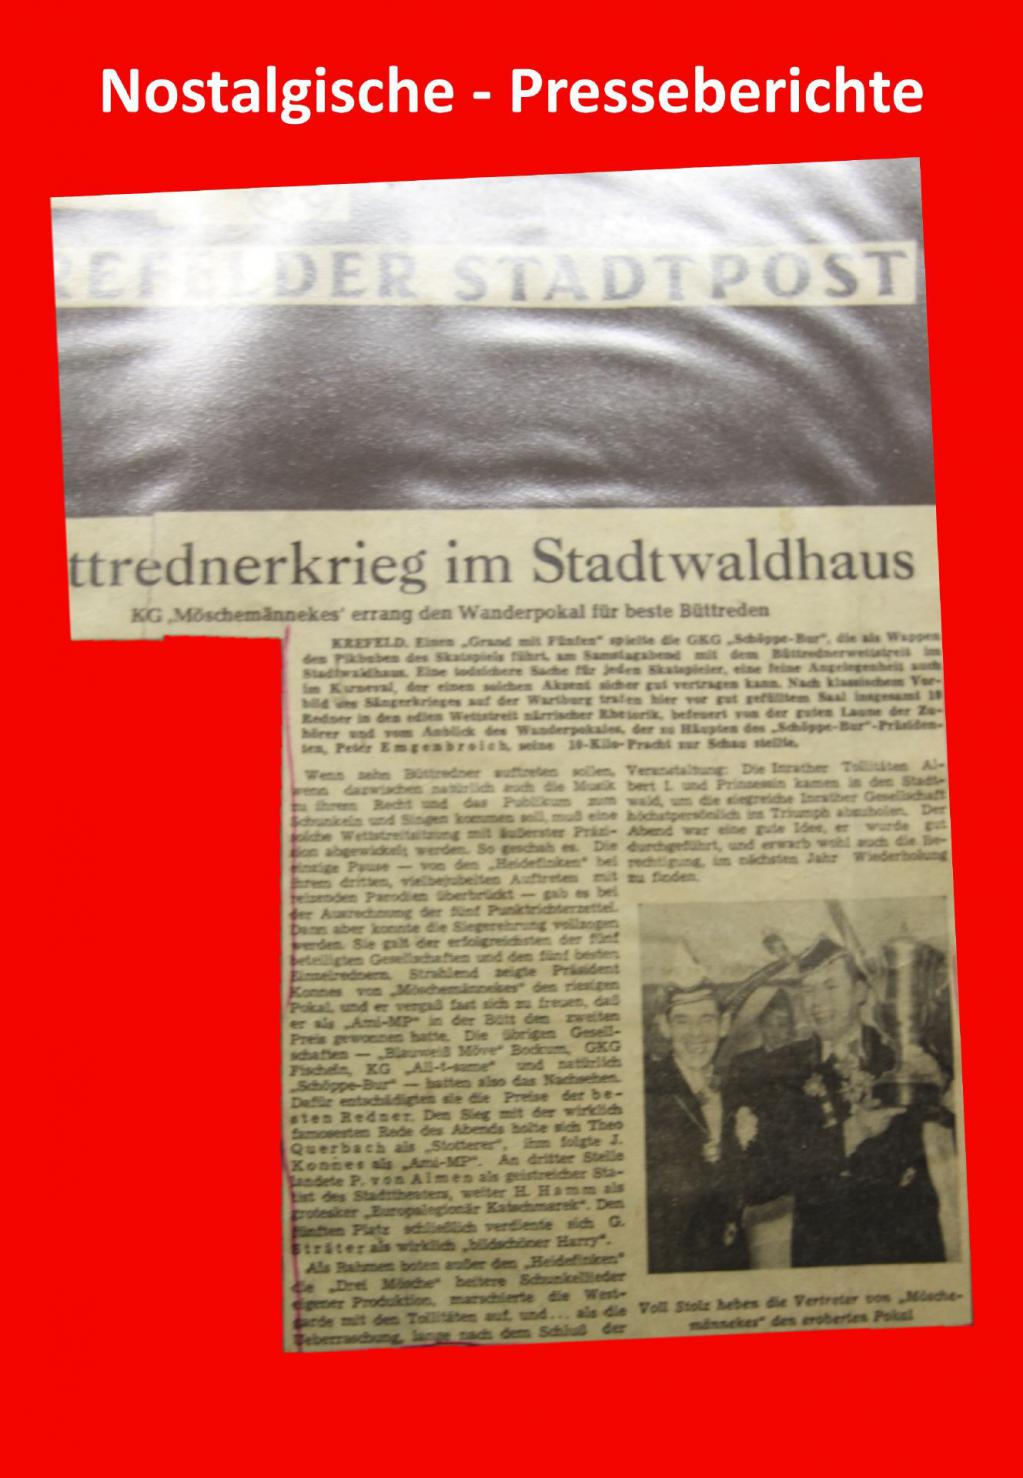 Nostalgische - Presseberichte
REFELDER STADTPOST
ttrednerkrieg im Stadtwaldhaus
KG ‚Möschemännekes' errang den Wanderpokal für beste Büttreden
KREFELD. Einen „Grand mit Fünfen" spielte die GKG „Schöppe-Bur", die als Wappen
den Pikbuben des Skatspiels führt, am Samstagabend mit dem Büttrednerwettstreit im
Stadtwaldhaus. Eine todsichere Sache für jeden Skatspieler, eine feine Angelegenheit auch
im Karneval, der einen solchen Akzent sicher gut vertragen kann. Nach klassischem Vor-
bild des Sängerkrieges auf der Wartburg trafen hier vor gut gefülltem Saal insgesamt 10
Redner in den edlen Wettstreit närrischer Rhetorik, befeuert von der guten Laune der Zu-
hörer und vom Anblick des Wanderpokales, der zu Häupten des „Schöppe-Bur"-Präsiden-
ten, Peter Emgenbroich, seine 10-Kilo-Pracht zur Schau stellte.
Wenn zehn Büttredner auftreten sollen,
wenn dazwischen natürlich auch die Musik
zu ihrem Recht und das Publikum zum
Schunkeln und Singen kommen soll, muß eine
solche Wettstreitsitzung mit äußerster Präzi-
sion abgewickelt werden. So geschah es. Die
einzige Pause — von den „Heidefinken" bei
ihrem dritten, vielbejubelten Auftreten mit
reizenden Parodien überbrückt — gab es bei
der Ausrechnung der fünf Punktrichterzettel.
Dann aber konnte die Siegerehrung vollzogen
werden. Sie galt der erfolgreichsten der fünf
beteiligten Gesellschaften und den fünf besten
Einzelrednern. Strahlend zeigte Präsident
Konnes von „Möschemännekes" den riesigen
Pokal, und er vergaß fast sich zu freuen, daß
er als „Ami-MP" in der Bütt den zweiten
Preis gewonnen hatte. Die übrigen Gesell-
schaften — „Blauweiß Möve" Bockum, GKG
Fischeln, KG „All-t-same" und natürlich
„Schöppe-Bur" — hatten also das Nachsehen.
Dafür entschädigten sie die Preise der be-
sten Redner. Den Sieg mit der wirklich
famosesten Rede des Abends holte sich Theo
Querbach als „Stotterer", ihm folgte J.
Konnes als „Ami-MP". An dritter Stelle
landete P. von Almen als geistreicher Sta-
tist des Stadttheaters, weiter H. Hamm als
grotesker „Europalegionär Katschmarek". Den
fünften Platz schließlich verdiente sich G.
Sträter als wirklich „bildschöner Harry".
Als Rahmen boten außer den „Heidefinken"
die „Drei Mösche" heitere Schunkellieder
eigener Produktion, marschierte die West-
garde mit den Tollitäten auf, und... als die
Ueberraschung, lange nach dem Schluß der
Veranstaltung: Die Inrather Tollitäten Al-
bert I. und Prinzessin kamen in den Stadt-
wald, um die siegreiche Inrather Gesellschaft
höchstpersönlich im Triumph abzuholen. Der
Abend war eine gute Idee, er wurde gut
durchgeführt, und erwarb wohl auch die Be-
rechtigung, im nächsten Jahr Wiederholung
zu finden.
Voll Stolz heben die Vertreter von „Mösche-
männekes" den eroberten Pokal